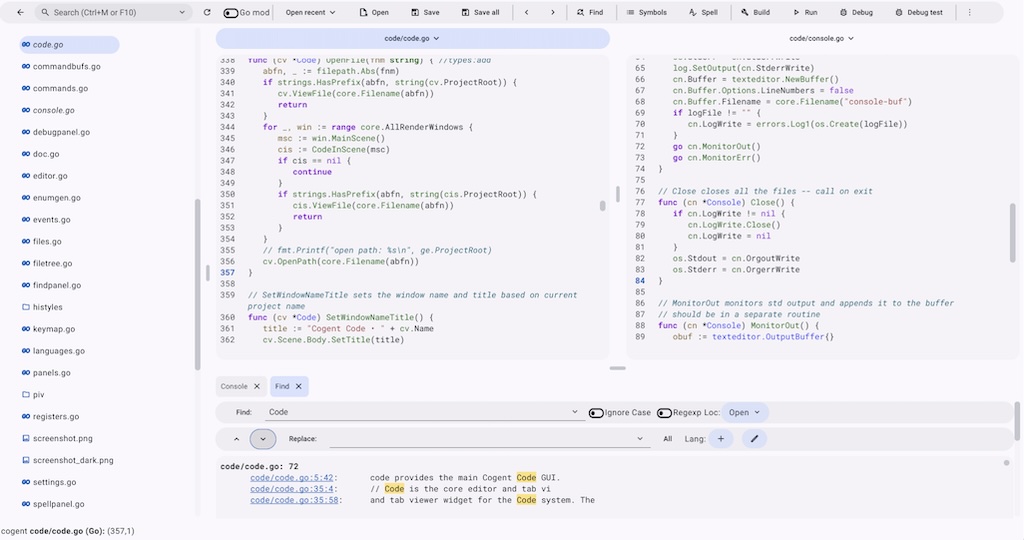 Search (Ctrl+M or F10) Go mod Open recent Open Save Save all Find Symbols Spell Build Run Debug Debug test
code.go
commandbufs.go
commands.go
console.go
debugpanel.go
doc.go
editor.go
enumgen.go
events.go
files.go
filetree.go
findpanel.go
histyles
keymap.go
languages.go
panels.go
piv
registers.go
screenshot.png
screenshot_dark.png
settings.go
spellpanel.go
code/code.go
338 func (cv *Code) OpenFile(fnm string) { //types:add
339 abfn, _ := filepath.Abs(fnm)
340 if strings.HasPrefix(abfn, string(cv.ProjectRoot)) {
341 cv.ViewFile(core.Filename(abfn))
342 return
343 }
344 for _, win := range core.AllRenderWindows {
345 msc := win.MainScene()
346 cis := CodeInScene(msc)
347 if cis == nil {
348 continue
349 }
350 if strings.HasPrefix(abfn, string(cis.ProjectRoot)) {
351 cis.ViewFile(core.Filename(abfn))
352 return
353 }
354 }
355 // fmt.Printf("open path: %s\n", ge.ProjectRoot)
356 cv.OpenPath(core.Filename(abfn))
357 }
358
359 // SetWindowNameTitle sets the window name and title based on current
project name
360 func (cv *Code) SetWindowNameTitle() {
361 title := "Cogent Code • " + cv.Name
362 cv.Scene.Body.SetTitle(title)
code/console.go
65 log.SetOutput(cn.StderrWrite)
66 cn.Buffer = texteditor.NewBuffer()
67 cn.Buffer.Options.LineNumbers = false
68 cn.Buffer.Filename = core.Filename("console-buf")
69 if logFile != "" {
70 cn.LogWrite = errors.Log1(os.Create(logFile))
71 }
72 go cn.MonitorOut()
73 go cn.MonitorErr()
74 }
75
76 // Close closes all the files -- call on exit
77 func (cn *Console) Close() {
78 if cn.LogWrite != nil {
79 cn.LogWrite.Close()
80 cn.LogWrite = nil
81 }
82 os.Stdout = cn.OrgoutWrite
83 os.Stderr = cn.OrgerrWrite
84 }
85
86 // MonitorOut monitors std output and appends it to the buffer
87 // should be in a separate routine
88 func (cn *Console) MonitorOut() {
89 obuf := texteditor.OutputBuffer{}
Console Find
Find: Code Ignore Case Regexp Loc: Open
Replace: All Lang:
code/code.go: 72
code/code.go:5:42: code provides the main Cogent Code GUI.
code/code.go:35:4: // Code is the core editor and tab vi
code/code.go:35:58: and tab viewer widget for the Code system. The
cogent code/code.go (Go): (357,1)